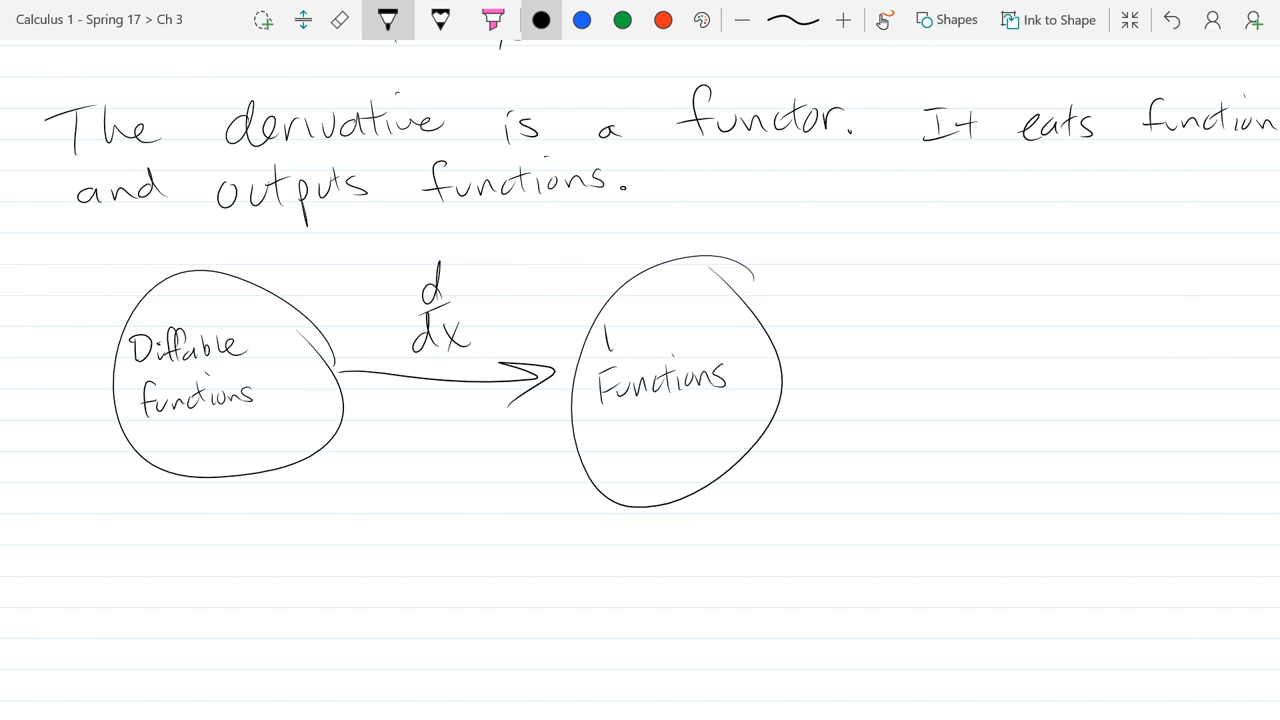 Calculus 1 - Spring 17 > Ch 3
Shapes
Ink to Shape
The derivative is a functor. It eats function
and outputs functions.
d
dx
Diffable
functions
Functions